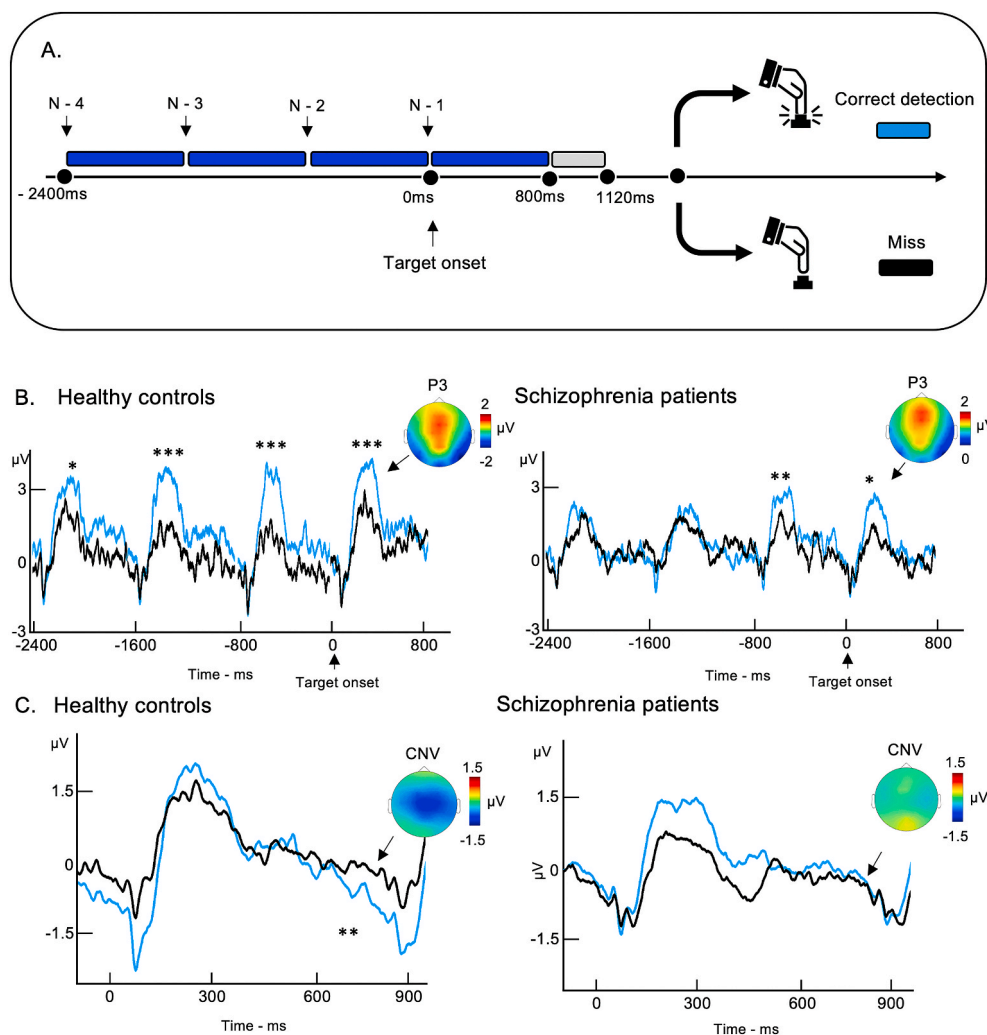 A.
N - 4 N - 3 N - 2 N - 1
Correct detection
- 2400ms 0ms 800ms 1120ms
Target onset
Miss
B. Healthy controls
P3
2
µV
-2
µV
* *** *** ***
3
0
-3
-2400 -1600 -800 0 800
Time - ms
Target onset
Schizophrenia patients
P3
2
µV
0
µV
** *
3
0
-3
-2400 -1600 -800 0 800
Time - ms
Target onset
C. Healthy controls
µV
CNV
1.5
µV
-1.5
1.5
0
-1.5
**
0 300 600 900
Time - ms
Schizophrenia patients
µV
CNV
1.5
µV
-1.5
1.5
0
µV
-1.5
0 300 600 900
Time - ms